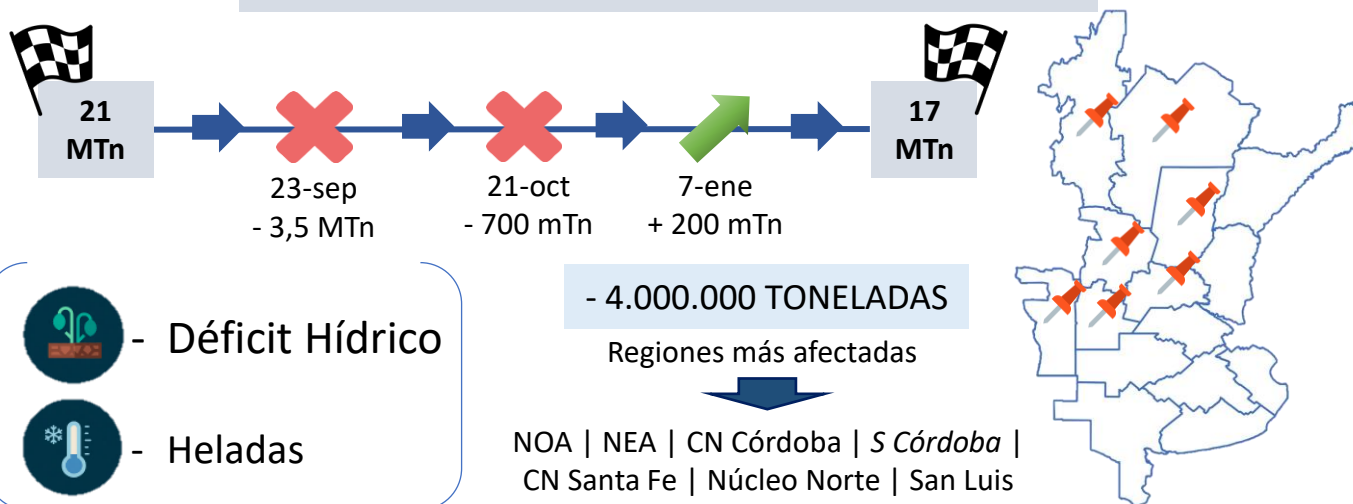 21
MTn
17
MTn
23-sep
- 3,5 MTn
21-oct
- 700 mTn
7-ene
+ 200 mTn
- Déficit Hídrico
- Heladas
- 4.000.000 TONELADAS
Regiones más afectadas
NOA | NEA | CN Córdoba | S Córdoba |
CN Santa Fe | Núcleo Norte | San Luis